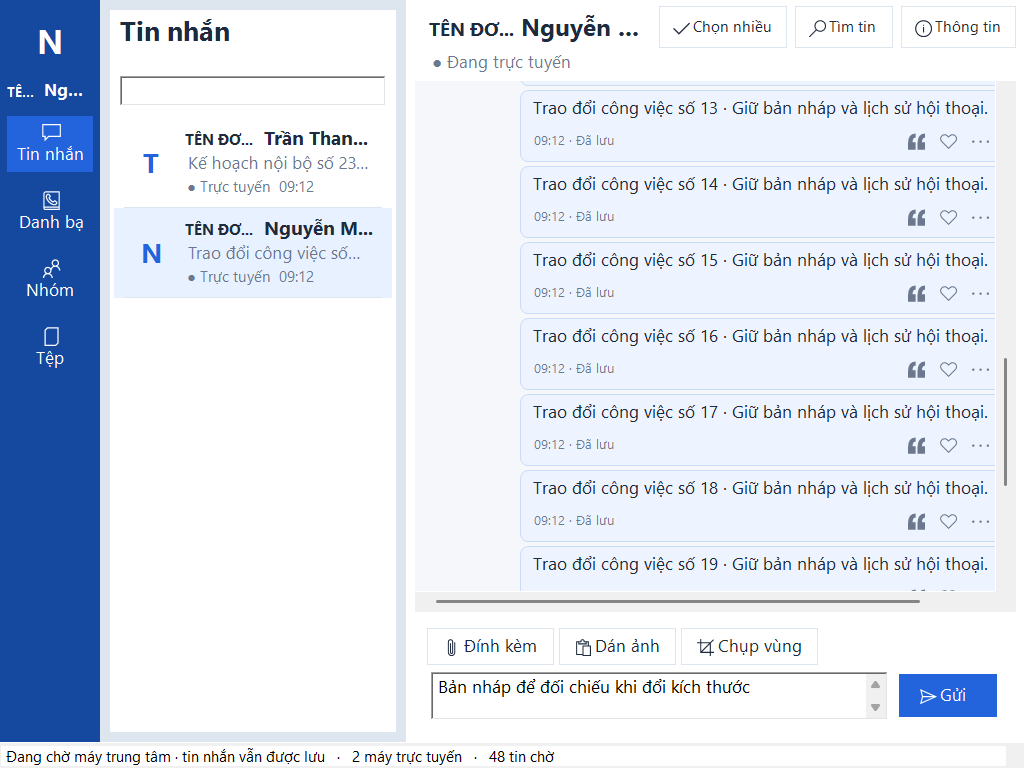 N
TÊ... Ng...
Tin nhắn
Danh bạ
Nhóm
Tệp
Tin nhắn
T
TÊN ĐƠ... Trần Than...
Kế hoạch nội bộ số 23...
● Trực tuyến 09:12
N
TÊN ĐƠ... Nguyễn M...
Trao đổi công việc số...
● Trực tuyến 09:12
TÊN ĐƠ... Nguyễn ...
Chọn nhiều
Tìm tin
Thông tin
● Đang trực tuyến
Trao đổi công việc số 13 · Giữ bản nháp và lịch sử hội thoại.
09:12 · Đã lưu
Trao đổi công việc số 14 · Giữ bản nháp và lịch sử hội thoại.
09:12 · Đã lưu
Trao đổi công việc số 15 · Giữ bản nháp và lịch sử hội thoại.
09:12 · Đã lưu
Trao đổi công việc số 16 · Giữ bản nháp và lịch sử hội thoại.
09:12 · Đã lưu
Trao đổi công việc số 17 · Giữ bản nháp và lịch sử hội thoại.
09:12 · Đã lưu
Trao đổi công việc số 18 · Giữ bản nháp và lịch sử hội thoại.
09:12 · Đã lưu
Trao đổi công việc số 19 · Giữ bản nháp và lịch sử hội thoại.
Đính kèm
Dán ảnh
Chụp vùng
Bản nháp để đối chiếu khi đổi kích thước
Gửi
Đang chờ máy trung tâm · tin nhắn vẫn được lưu · 2 máy trực tuyến · 48 tin chờ